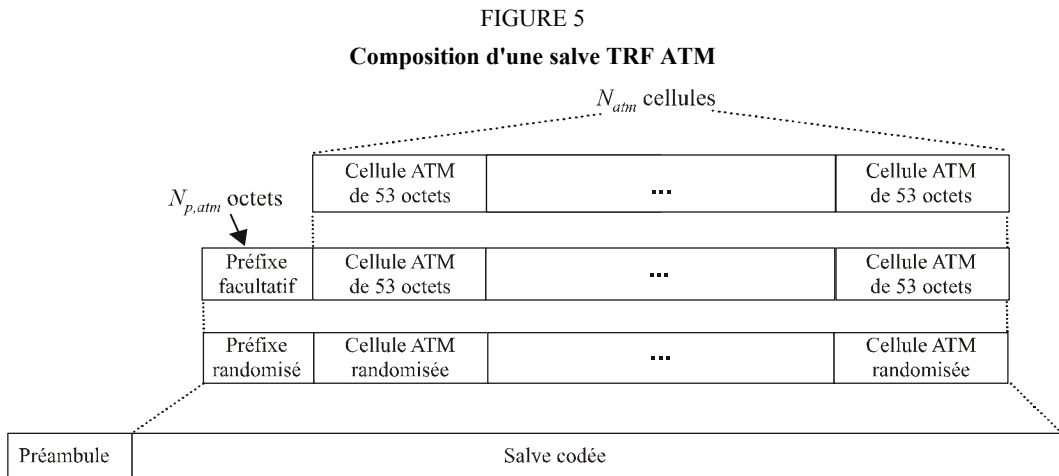 FIGURE 5
Composition d'une salve TRF ATM
N_atm cellules
Cellule ATM
de 53 octets
...
Cellule ATM
de 53 octets
N_p,atm octets
Préfixe
facultatif
Cellule ATM
de 53 octets
...
Cellule ATM
de 53 octets
Préfixe
randomisé
Cellule ATM
randomisée
...
Cellule ATM
randomisée
Préambule
Salve codée